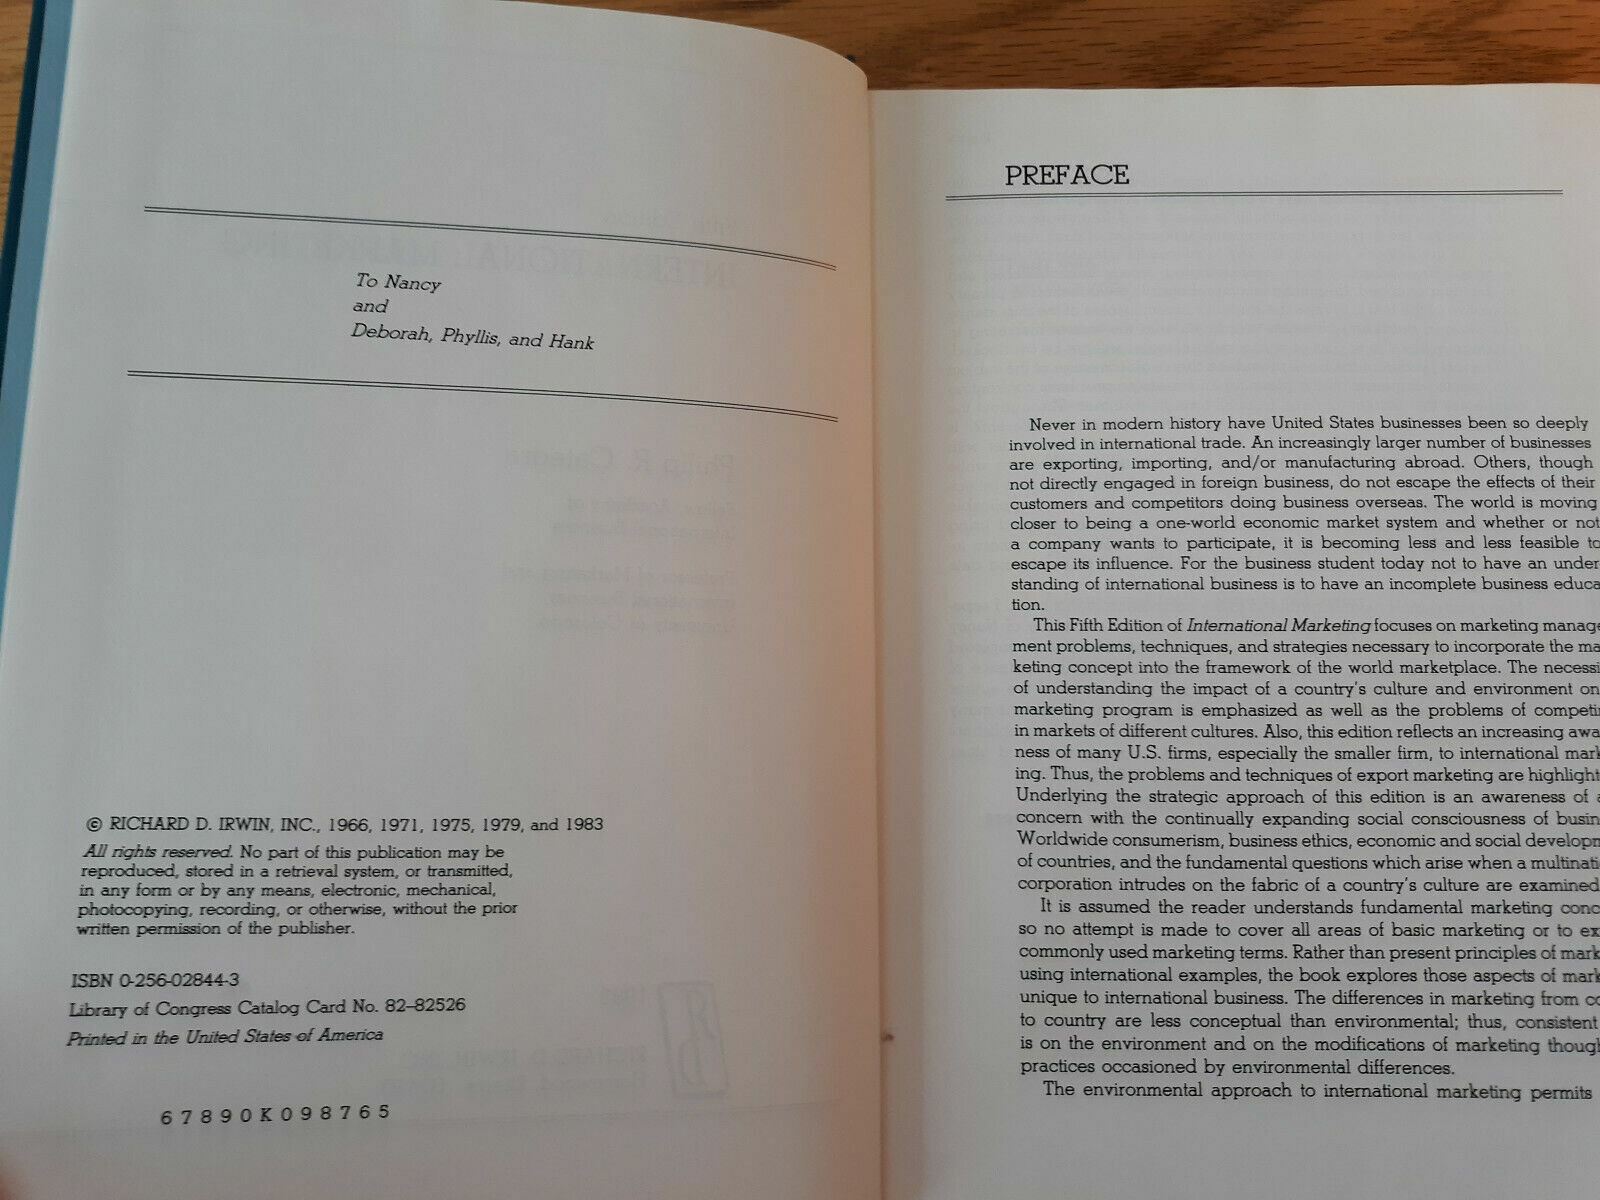 To Nancy
and
Deborah, Phyllis, and Hank
© RICHARD D. IRWIN, INC., 1966, 1971, 1975, 1979, and 1983
All rights reserved. No part of this publication may be
reproduced, stored in a retrieval system, or transmitted,
in any form or by any means, electronic, mechanical,
photocopying, recording, or otherwise, without the prior
written permission of the publisher.
ISBN 0-256-02844-3
Library of Congress Catalog Card No. 82–82526
Printed in the United States of America
6 7 8 9 0 K 0 9 8 7 6 5
PREFACE
Never in modern history have United States businesses been so deeply
involved in international trade. An increasingly larger number of businesses
are exporting, importing, and/or manufacturing abroad. Others, though
not directly engaged in foreign business, do not escape the effects of their
customers and competitors doing business overseas. The world is moving
closer to being a one-world economic market system and whether or not
a company wants to participate, it is becoming less and less feasible to
escape its influence. For the business student today not to have an under-
standing of international business is to have an incomplete business educa
tion.
This Fifth Edition of International Marketing focuses on marketing manage
ment problems, techniques, and strategies necessary to incorporate the ma
keting concept into the framework of the world marketplace. The necessi
of understanding the impact of a country's culture and environment on
marketing program is emphasized as well as the problems of competi
in markets of different cultures. Also, this edition reflects an increasing awa
ness of many U.S. firms, especially the smaller firm, to international mark
ing. Thus, the problems and techniques of export marketing are highlight
Underlying the strategic approach of this edition is an awareness of a
concern with the continually expanding social consciousness of busin
Worldwide consumerism, business ethics, economic and social developm
of countries, and the fundamental questions which arise when a multinati
corporation intrudes on the fabric of a country's culture are examined
It is assumed the reader understands fundamental marketing conc
so no attempt is made to cover all areas of basic marketing or to ex
commonly used marketing terms. Rather than present principles of mark
using international examples, the book explores those aspects of mark
unique to international business. The differences in marketing from co
to country are less conceptual than environmental; thus, consistent
is on the environment and on the modifications of marketing though
practices occasioned by environmental differences.
The environmental approach to international marketing permits